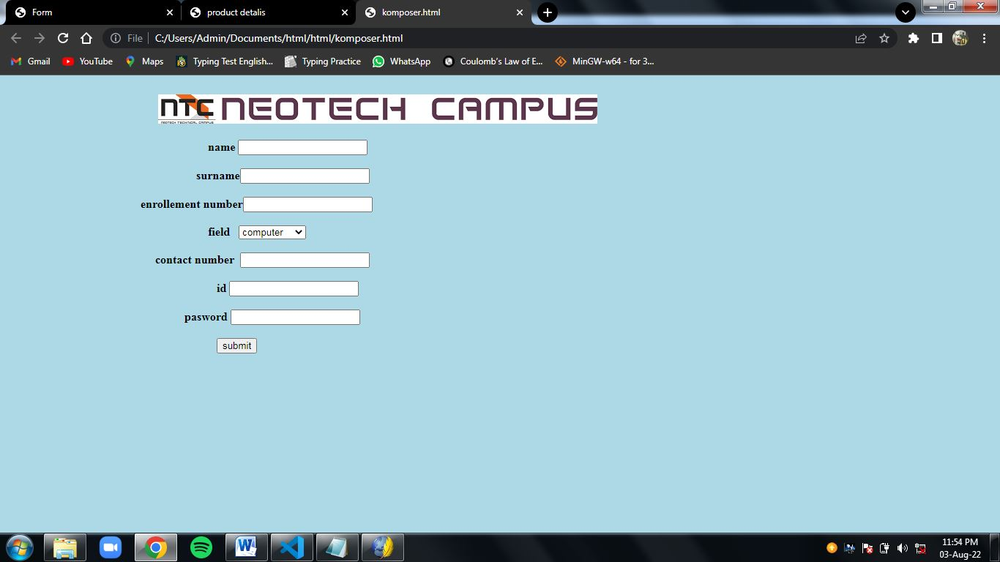 Form
product detalis
komposer.html
File
C:/Users/Admin/Documents/html/html/komposer.html
Gmail
YouTube
Maps
Typing Test English...
Typing Practice
WhatsApp
Coulomb's Law of E...
MinGW-w64 - for 3...
NTC NEOTECH CAMPUS
NEOTECH TECHNICAL CAMPUS
name
surname
enrollement number
field computer
contact number
id
pasword
submit
11:54 PM
03-Aug-22